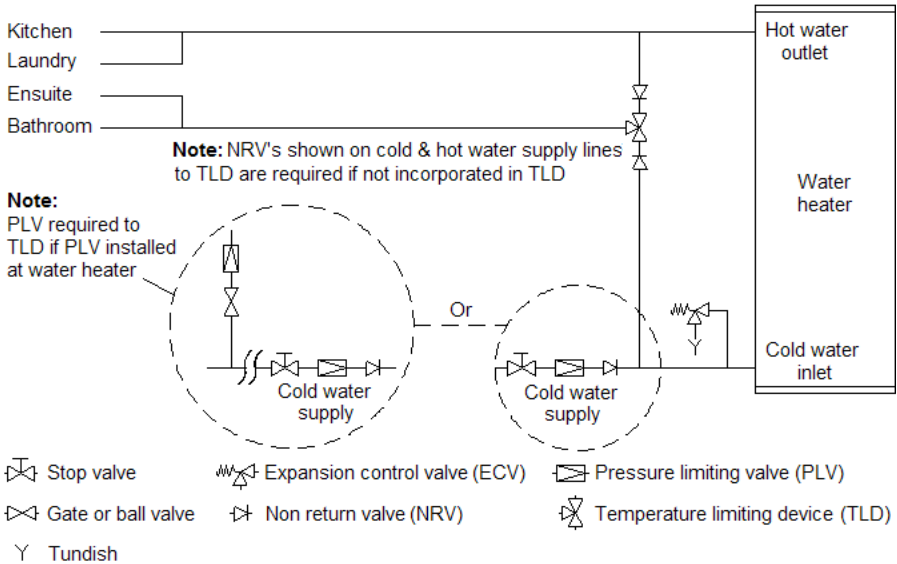 Kitchen
Laundry
Ensuite
Bathroom
Hot water
outlet
Note: NRV's shown on cold & hot water supply lines
to TLD are required if not incorporated in TLD
Water
heater
Note:
PLV required to
TLD if PLV installed
at water heater
Or
Cold water
supply
Cold water
supply
Cold water
inlet
Stop valve
Expansion control valve (ECV)
Pressure limiting valve (PLV)
Gate or ball valve
Non return valve (NRV)
Temperature limiting device (TLD)
Tundish